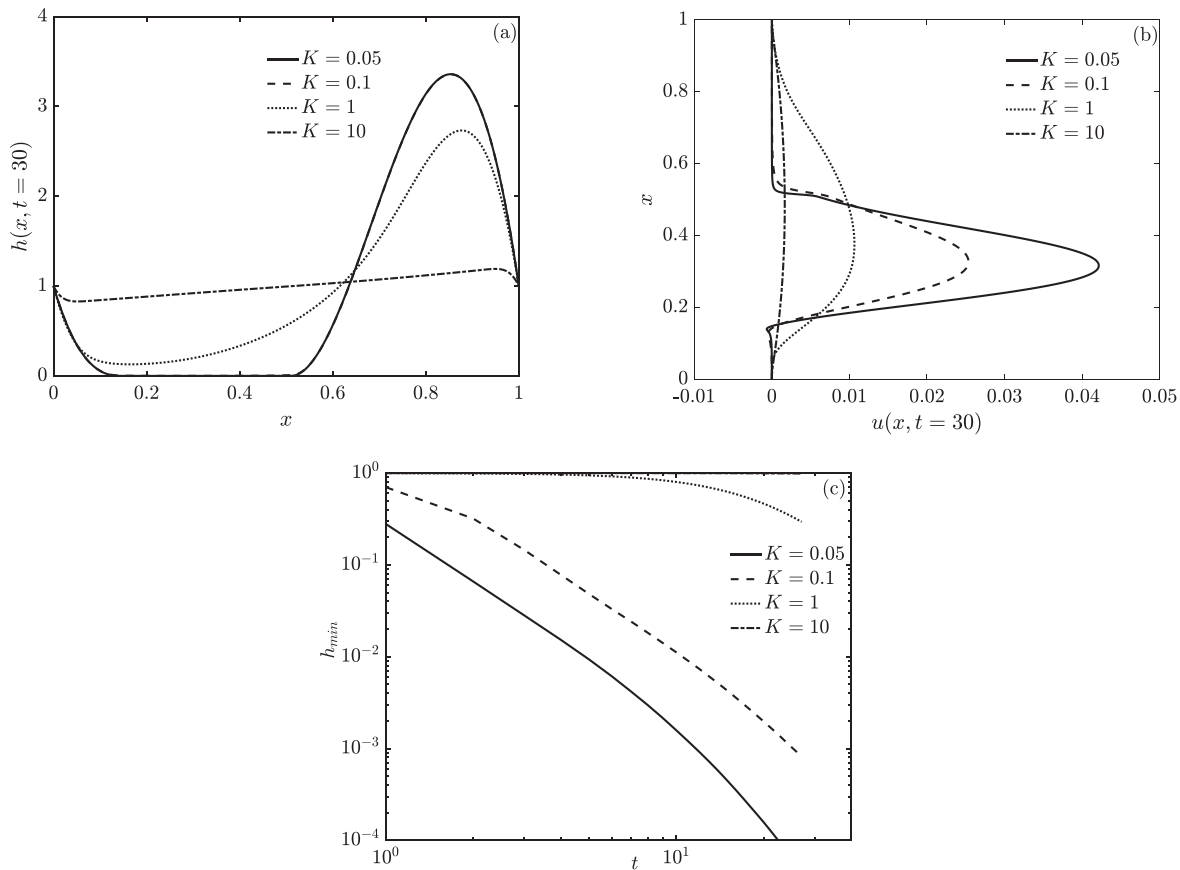 (a)
4
3
2
1
0
h(x, t = 30)
K = 0.05
K = 0.1
K = 1
K = 10
0 0.2 0.4 0.6 0.8 1
x
(b)
1
0.8
0.6
0.4
0.2
0
x
K = 0.05
K = 0.1
K = 1
K = 10
-0.01 0 0.01 0.02 0.03 0.04 0.05
u(x, t = 30)
(c)
10^0
10^-1
10^-2
10^-3
10^-4
h_min
K = 0.05
K = 0.1
K = 1
K = 10
10^0 10^1
t